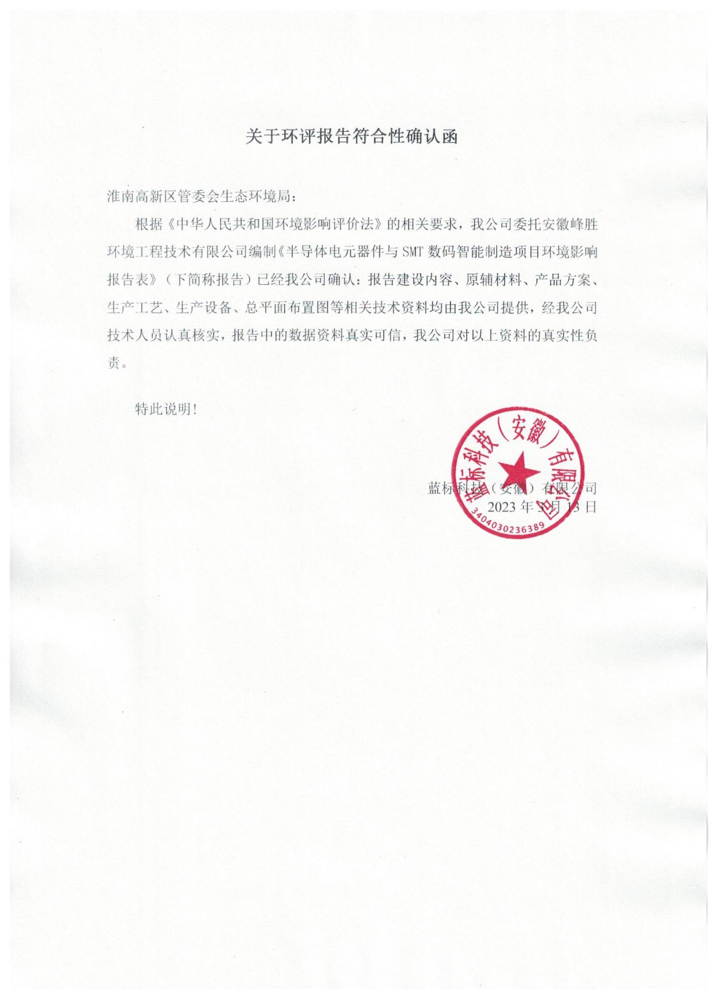 关于环评报告符合性确认函
淮南高新区管委会生态环境局：
根据《中华人民共和国环境影响评价法》的相关要求，我公司委托安徽峰胜
环境工程技术有限公司编制《半导体电元器件与 SMT 数码智能制造项目环境影响
报告表》（下简称报告）已经我公司确认：报告建设内容、原辅材料、产品方案、
生产工艺、生产设备、总平面布置图等相关技术资料均由我公司提供，经我公司
技术人员认真核实，报告中的数据资料真实可信，我公司对以上资料的真实性负
责。
特此说明！
蓝标科技（安徽）有限公司
蓝标科技（安徽）有限公司
2023 年 3 月 13 日
3404030236389